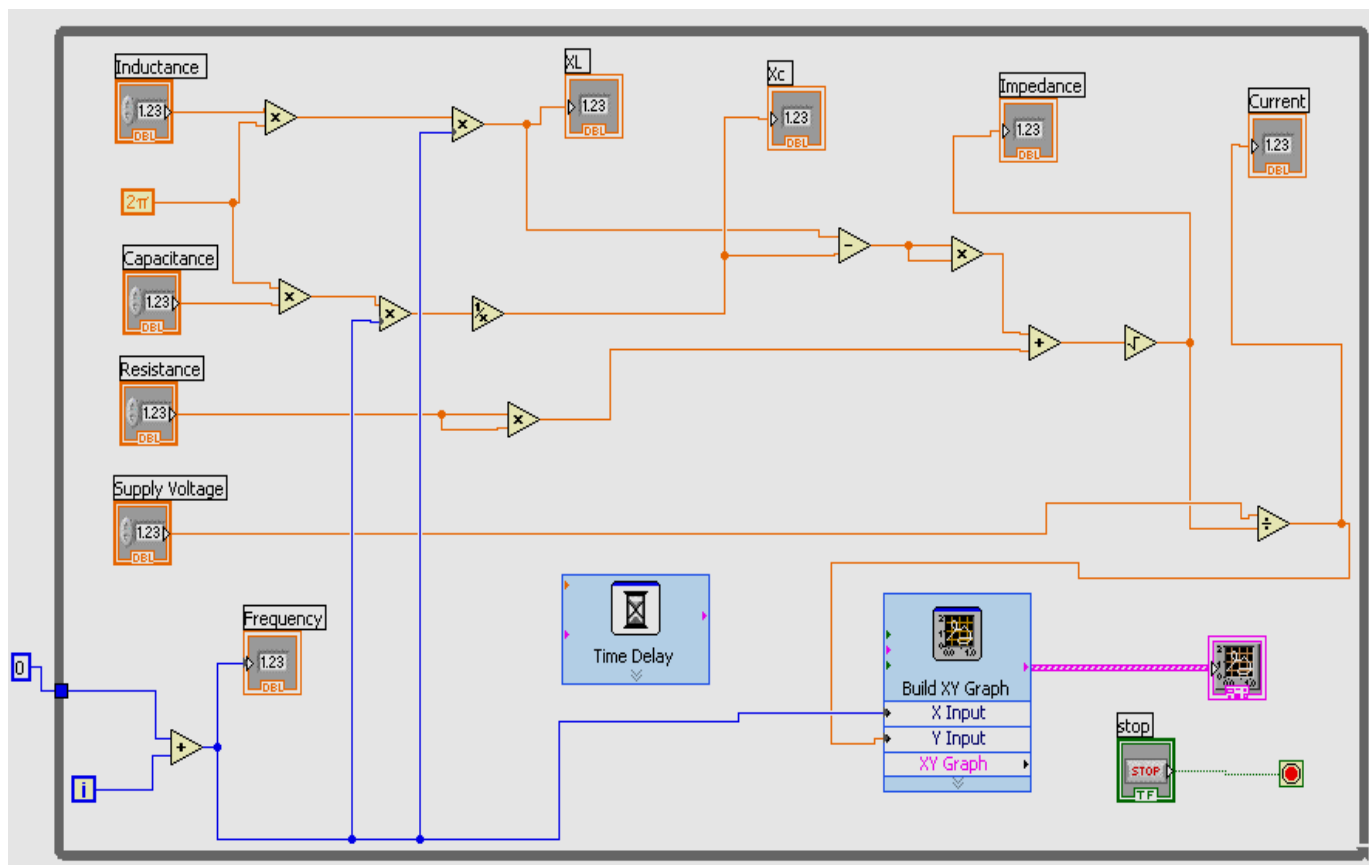 Inductance
1.23
DBL
XL
1.23
DBL
Xc
1.23
DBL
Impedance
1.23
DBL
Current
1.23
DBL
×
×
2π
Capacitance
1.23
DBL
×
×
1/x
−
×
+
√
Resistance
1.23
DBL
×
Supply Voltage
1.23
DBL
÷
Frequency
1.23
DBL
0
+
i
Time Delay
Build XY Graph
X Input
Y Input
XY Graph
stop
STOP
TF